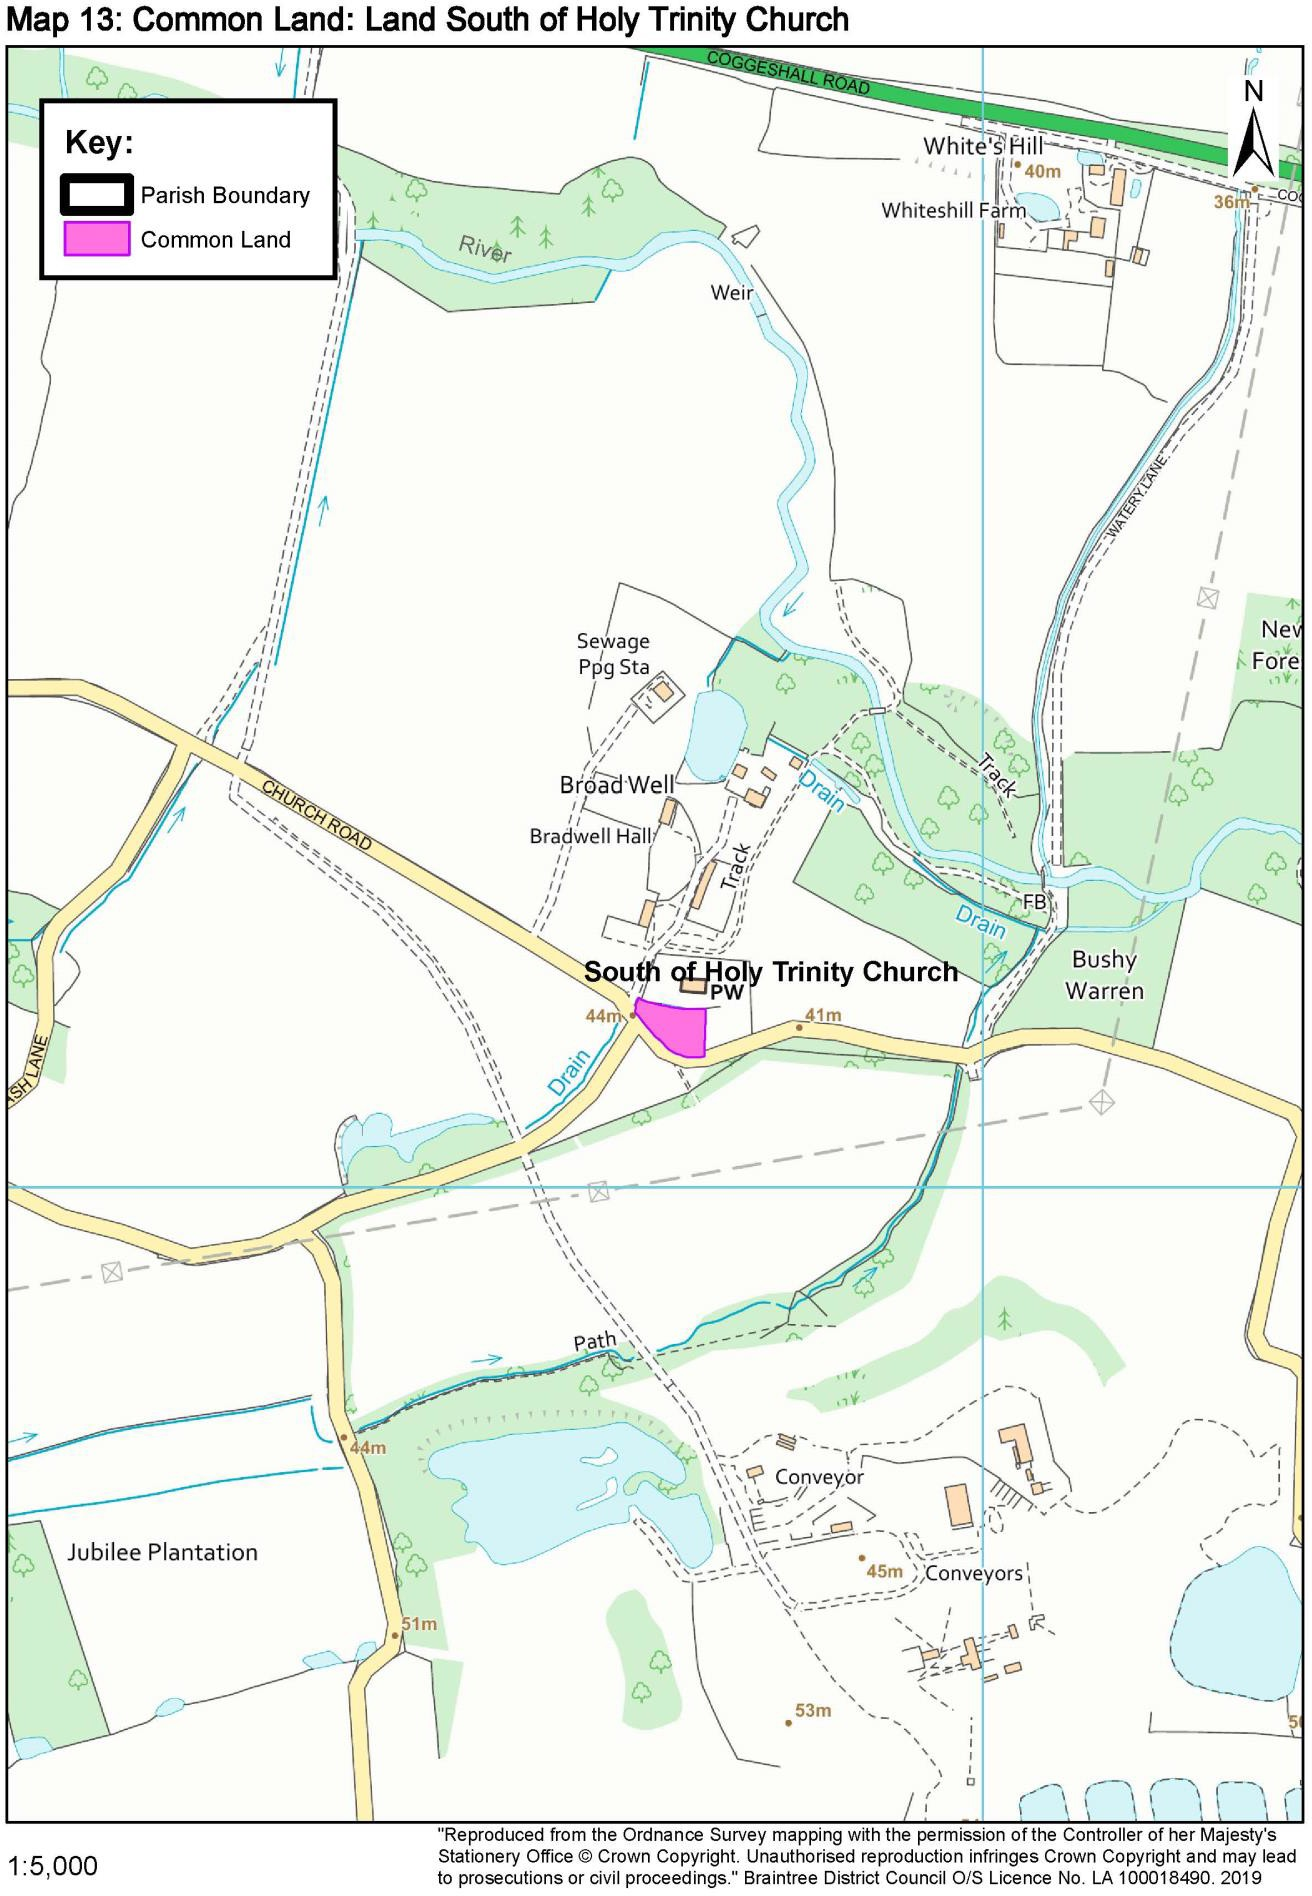 Map 13: Common Land: Land South of Holy Trinity Church
COGGESHALL ROAD
N
Key:
Parish Boundary
Common Land
White's Hill
40m
36m
Whiteshill Farm
River
Weir
WATERY LANE
Sewage
Ppg Sta
New
Fore
Track
Broad Well
Drain
CHURCH ROAD
Bradwell Hall
Track
FB
Drain
Bushy
Warren
South of Holy Trinity Church
PW
44m
41m
ASH LANE
Drain
Path
44m
Conveyor
Jubilee Plantation
45m
Conveyors
51m
53m
"Reproduced from the Ordnance Survey mapping with the permission of the Controller of her Majesty's
Stationery Office © Crown Copyright. Unauthorised reproduction infringes Crown Copyright and may lead
to prosecutions or civil proceedings." Braintree District Council O/S Licence No. LA 100018490. 2019
1:5,000